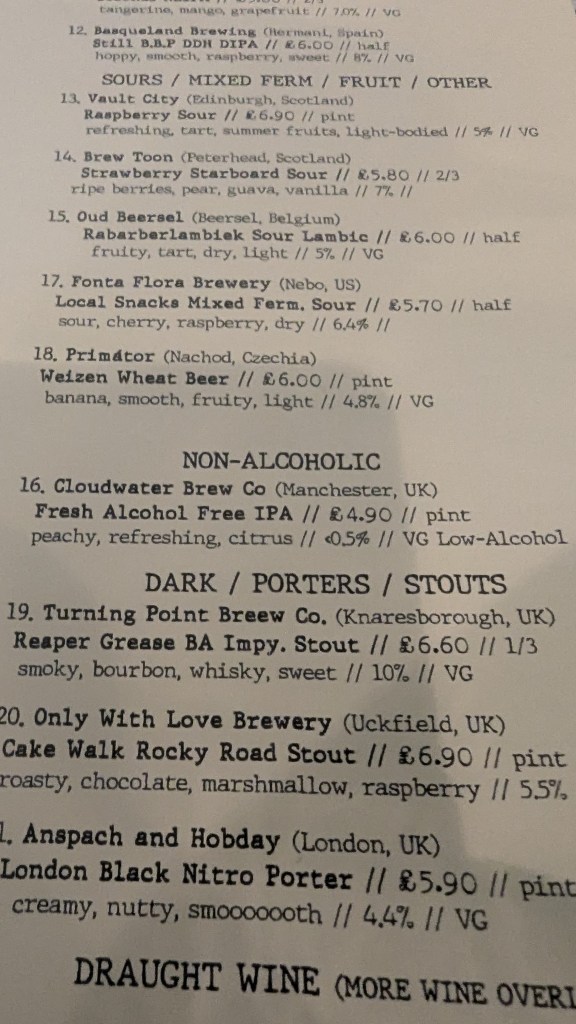 tangerine, mango, grapefruit // 7.0% // VG
12. Basqueland Brewing (Hernani, Spain)
Still B.B.P DDH DIPA // £6.00 // half
hoppy, smooth, raspberry, sweet // 8% // VG
SOURS / MIXED FERM / FRUIT / OTHER
13. Vault City (Edinburgh, Scotland)
Raspberry Sour // £6.90 // pint
refreshing, tart, summer fruits, light-bodied // 5% // VG
14. Brew Toon (Peterhead, Scotland)
Strawberry Starboard Sour // £5.80 // 2/3
ripe berries, pear, guava, vanilla // 7% //
15. Oud Beersel (Beersel, Belgium)
Rabarberlambiek Sour Lambic // £6.00 // half
fruity, tart, dry, light // 5% // VG
17. Fonta Flora Brewery (Nebo, US)
Local Snacks Mixed Ferm. Sour // £5.70 // half
sour, cherry, raspberry, dry // 6.4% //
18. Primátor (Nachod, Czechia)
Weizen Wheat Beer // £6.00 // pint
banana, smooth, fruity, light // 4.8% // VG
NON-ALCOHOLIC
16. Cloudwater Brew Co (Manchester, UK)
Fresh Alcohol Free IPA // £4.90 // pint
peachy, refreshing, citrus // <0.5% // VG Low-Alcohol
DARK / PORTERS / STOUTS
19. Turning Point Breew Co. (Knaresborough, UK)
Reaper Grease BA Impy. Stout // £6.60 // 1/3
smoky, bourbon, whisky, sweet // 10% // VG
20. Only With Love Brewery (Uckfield, UK)
Cake Walk Rocky Road Stout // £6.90 // pint
roasty, chocolate, marshmallow, raspberry // 5.5%
1. Anspach and Hobday (London, UK)
London Black Nitro Porter // £5.90 // pint
creamy, nutty, smooooooth // 4.4% // VG
DRAUGHT WINE (MORE WINE OVERL